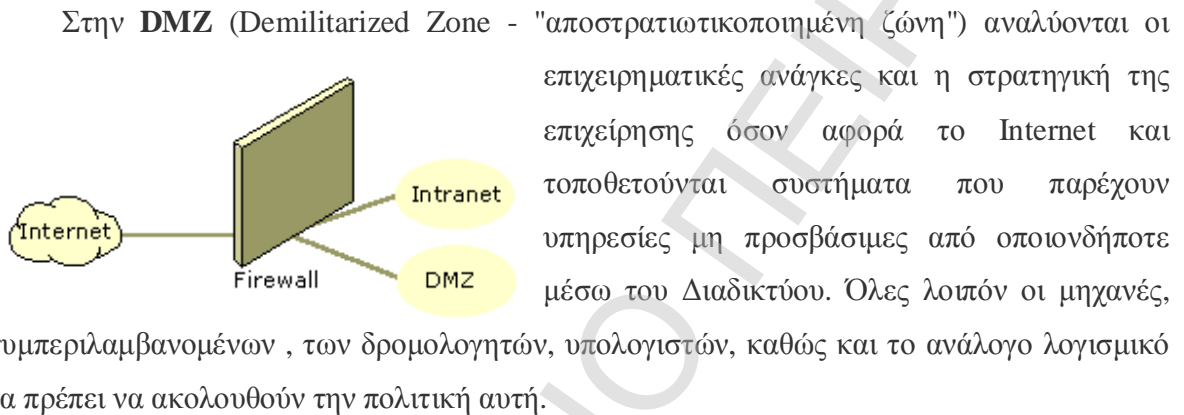 Στην DMZ (Demilitarized Zone - "αποστρατιωτικοποιημένη ζώνη") αναλύονται οι
επιχειρηματικές ανάγκες και η στρατηγική της
επιχείρησης όσον αφορά το Internet και
τοποθετούνται συστήματα που παρέχουν
υπηρεσίες μη προσβάσιμες από οποιονδήποτε
μέσω του Διαδικτύου. Όλες λοιπόν οι μηχανές,
υμπεριλαμβανομένων , των δρομολογητών, υπολογιστών, καθώς και το ανάλογο λογισμικό
α πρέπει να ακολουθούν την πολιτική αυτή.
Internet
Firewall
Intranet
DMZ